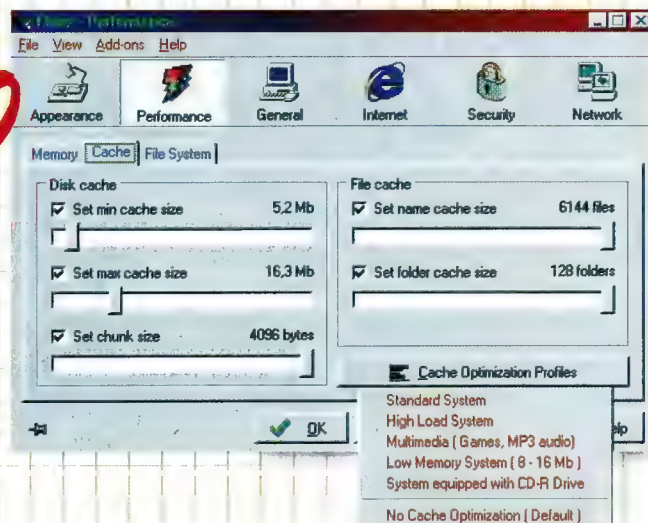 Performance
File View Add-ons Help
Appearance Performance General Internet Security Network
Memory Cache File System
Disk cache
Set min cache size 5,2 Mb
Set max cache size 16,3 Mb
Set chunk size 4096 bytes
File cache
Set name cache size 6144 files
Set folder cache size 128 folders
Cache Optimization Profiles
OK
Standard System
High Load System
Multimedia ( Games, MP3 audio)
Low Memory System ( 8 - 16 Mb )
System equipped with CD-R Drive
No Cache Optimization ( Default )